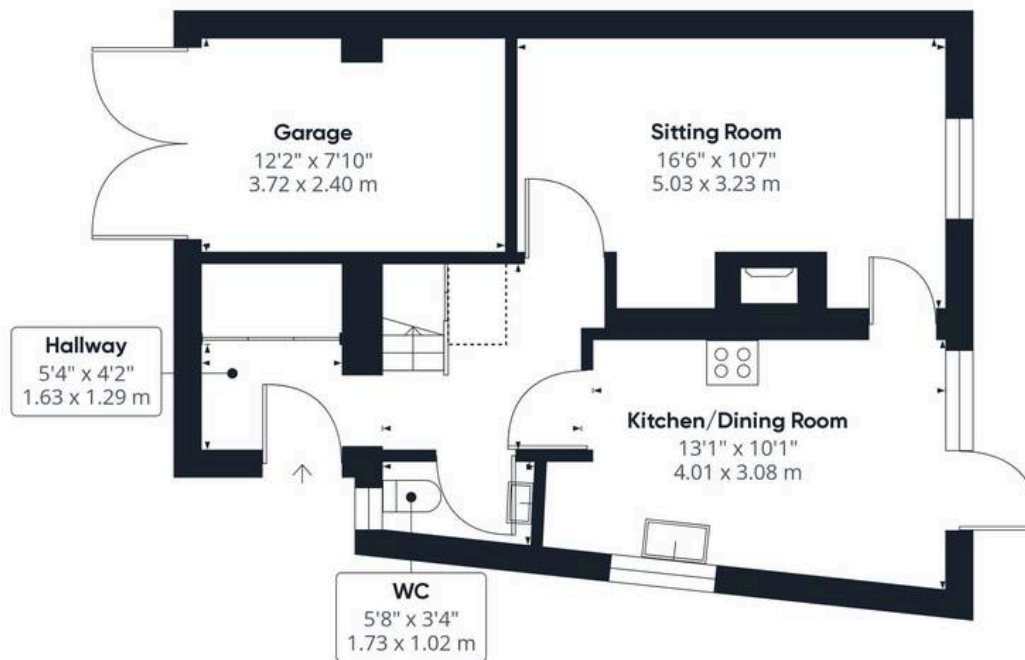 Garage
12'2" x 7'10"
3.72 x 2.40 m
Sitting Room
16'6" x 10'7"
5.03 x 3.23 m
Hallway
5'4" x 4'2"
1.63 x 1.29 m
Kitchen/Dining Room
13'1" x 10'1"
4.01 x 3.08 m
WC
5'8" x 3'4"
1.73 x 1.02 m